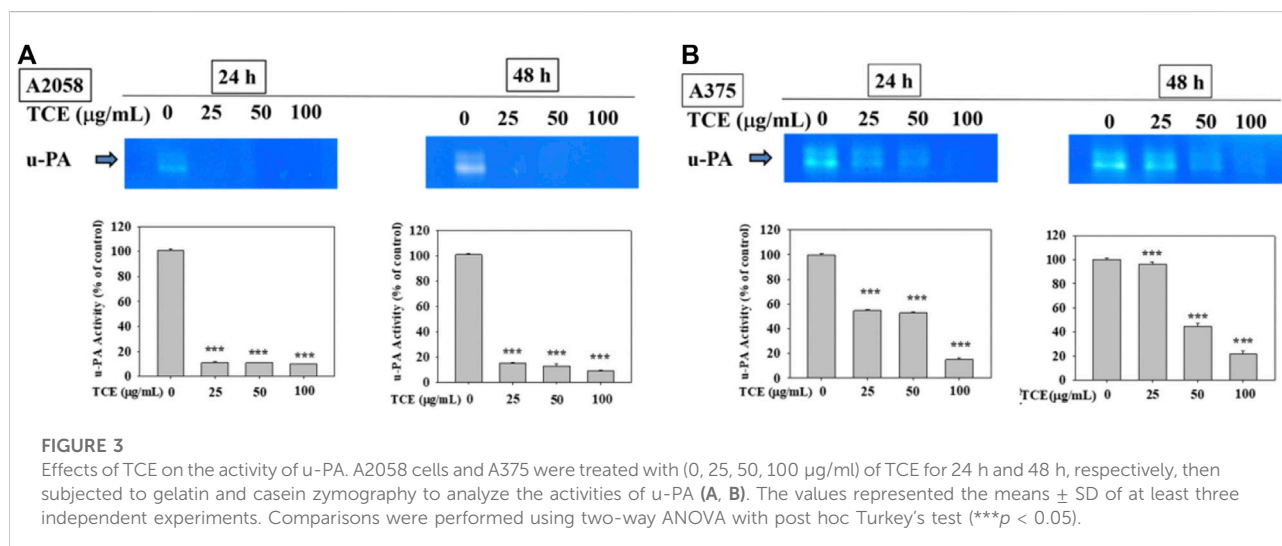 A
B
A2058
24 h
48 h
TCE (µg/mL) 0 25 50 100
0 25 50 100
u-PA
A375
24 h
48 h
TCE (µg/mL) 0 25 50 100
0 25 50 100
u-PA
u-PA Activity (% of control)
120
100
80
60
40
20
0
*** *** ***
TCE (µg/mL) 0 25 50 100
u-PA Activity (% of control)
120
100
80
60
40
20
0
*** *** ***
TCE (µg/mL) 0 25 50 100
u-PA Activity (% of control)
120
100
80
60
40
20
0
*** *** ***
TCE (µg/mL) 0 25 50 100
u-PA Activity (% of control)
120
100
80
60
40
20
0
*** *** ***
TCE(µg/mL) 0 25 50 100
FIGURE 3
Effects of TCE on the activity of u-PA. A2058 cells and A375 were treated with (0, 25, 50, 100 µg/ml) of TCE for 24 h and 48 h, respectively, then
subjected to gelatin and casein zymography to analyze the activities of u-PA (A, B). The values represented the means ± SD of at least three
independent experiments. Comparisons were performed using two-way ANOVA with post hoc Turkey's test (***p < 0.05).